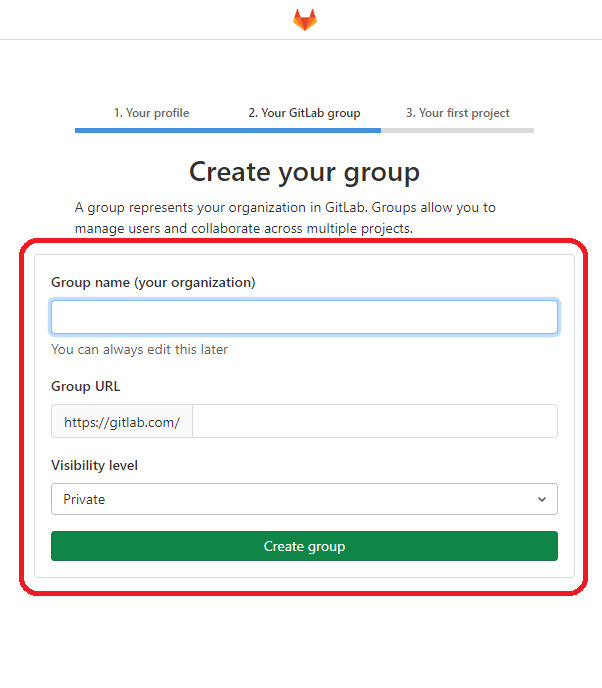 1. Your profile 2. Your GitLab group 3. Your first project
Create your group
A group represents your organization in GitLab. Groups allow you to
manage users and collaborate across multiple projects.
Group name (your organization)
You can always edit this later
Group URL
https://gitlab.com/
Visibility level
Private
Create group